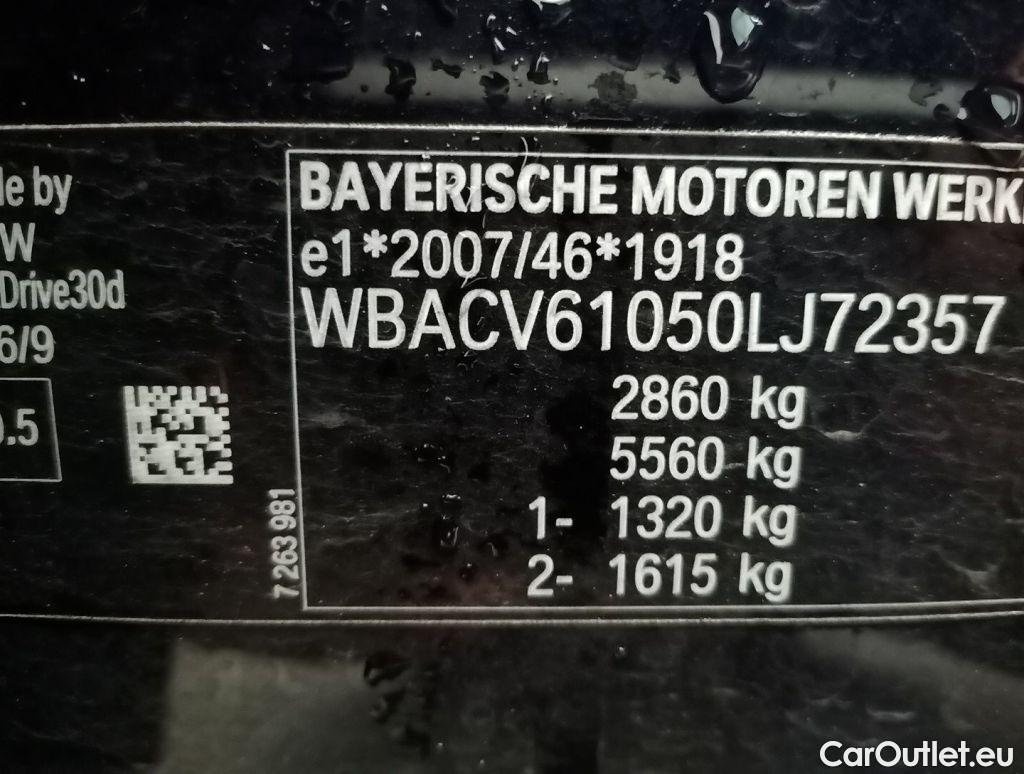 le by
W
Drive30d
6/9
0.5
7 263 981
BAYERISCHE MOTOREN WERK
e1*2007/46*1918
WBACV61050LJ72357
2860 kg
5560 kg
1- 1320 kg
2- 1615 kg
CarOutlet.eu